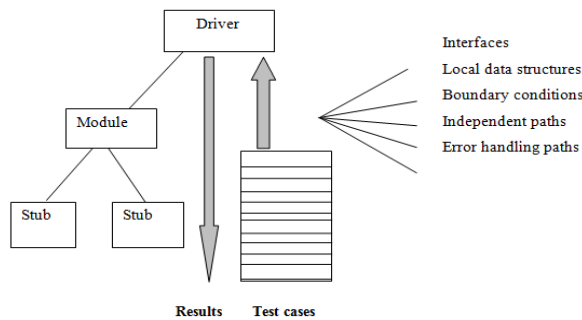 Driver
Interfaces
Local data structures
Boundary conditions
Independent paths
Error handling paths
Module
Stub
Stub
Results
Test cases